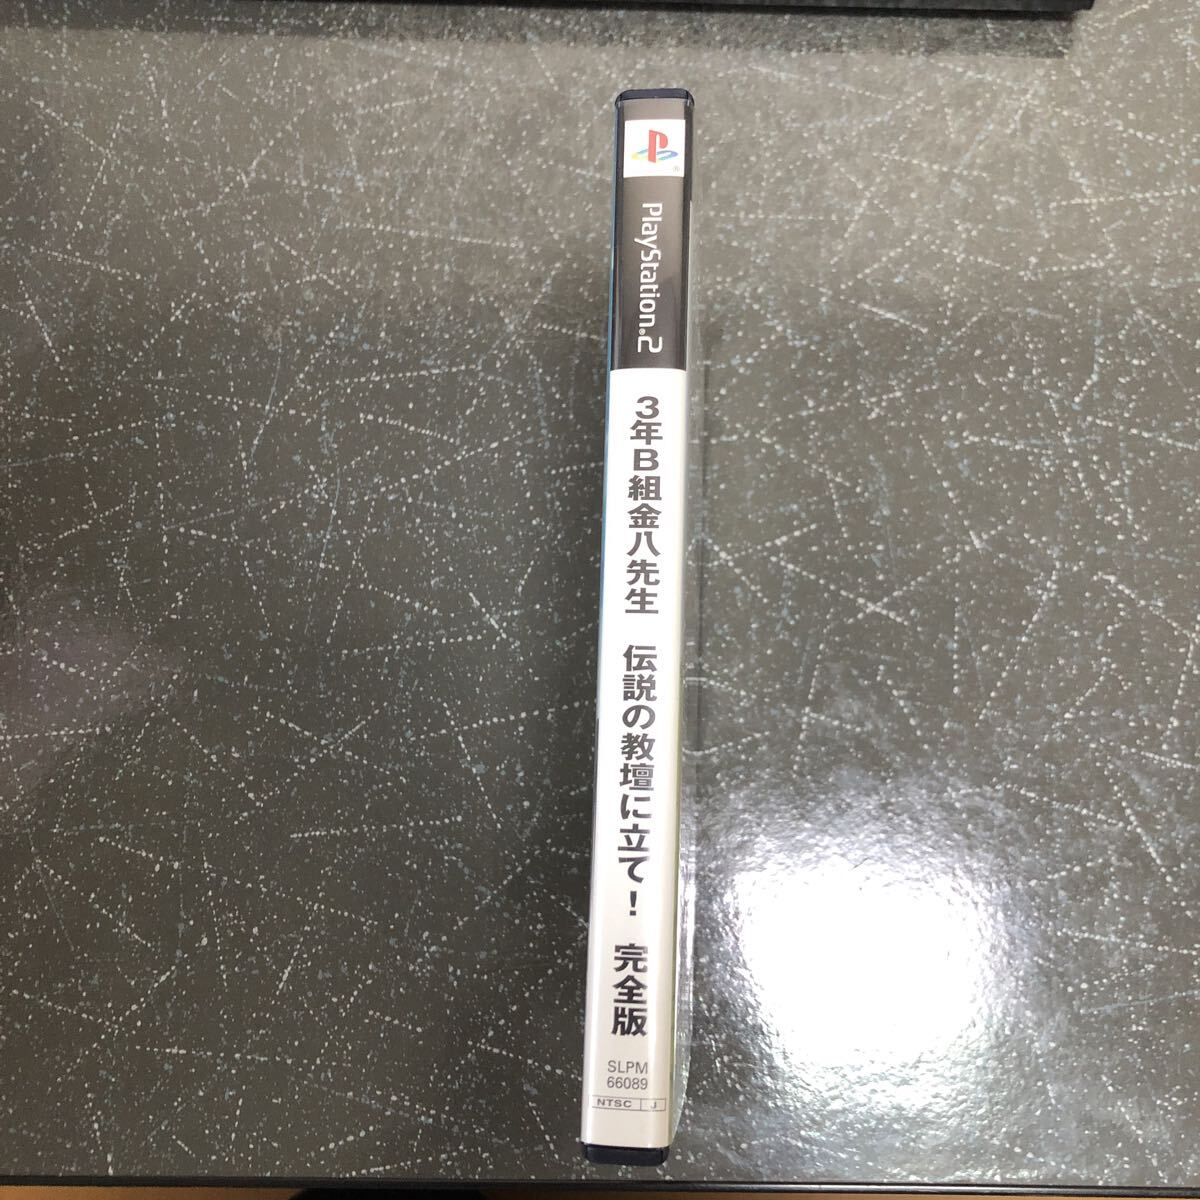 PlayStation®2
3年B組金八先生 伝説の教壇に立て! 完全版
SLPM
66089
NTSC J